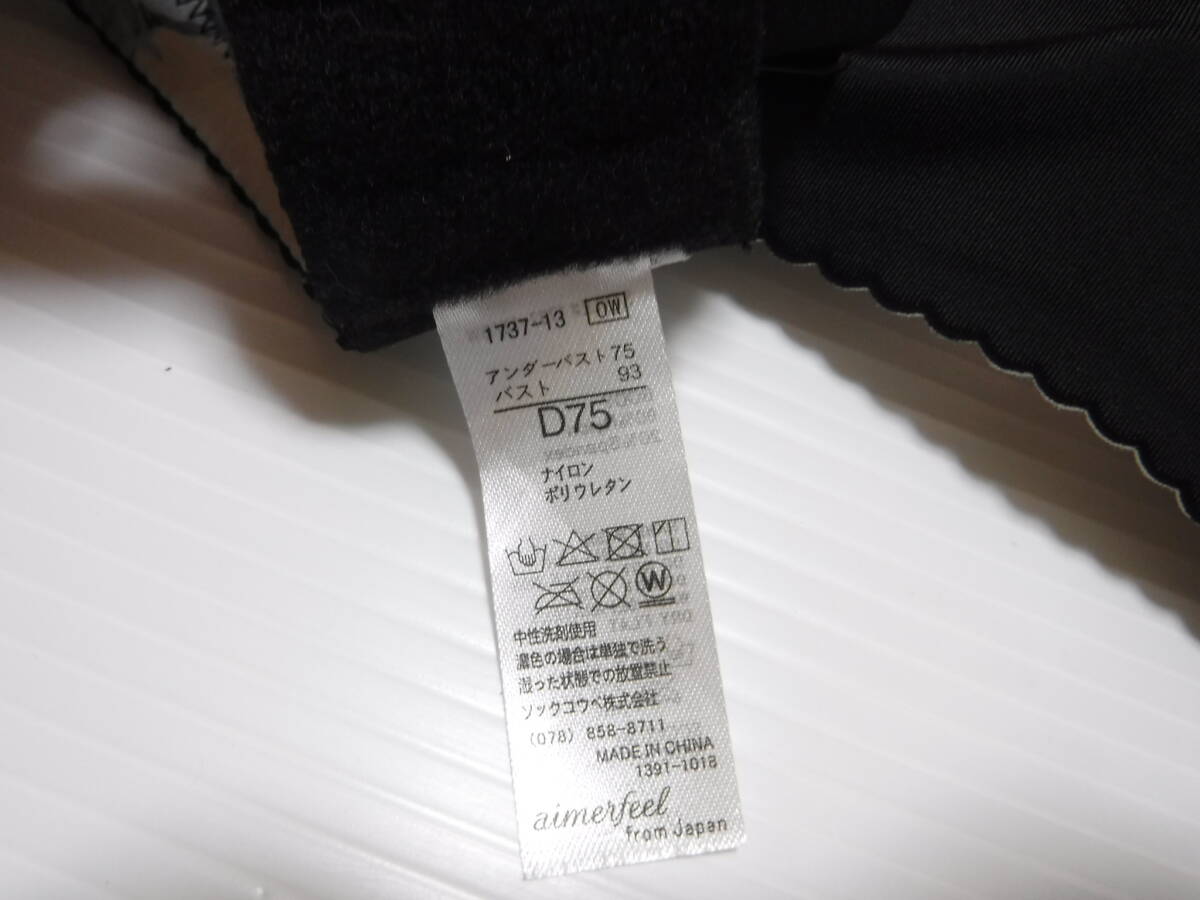 1737-13 OW
アンダーバスト 75
バスト 93
D75
ナイロン
ポリウレタン
W
中性洗剤使用
濃色の場合は単独で洗う
湿った状態での放置禁止
ソックコウベ株式会社
(078) 858-8711
MADE IN CHINA
1391-1018
aimerfeel
from Japan